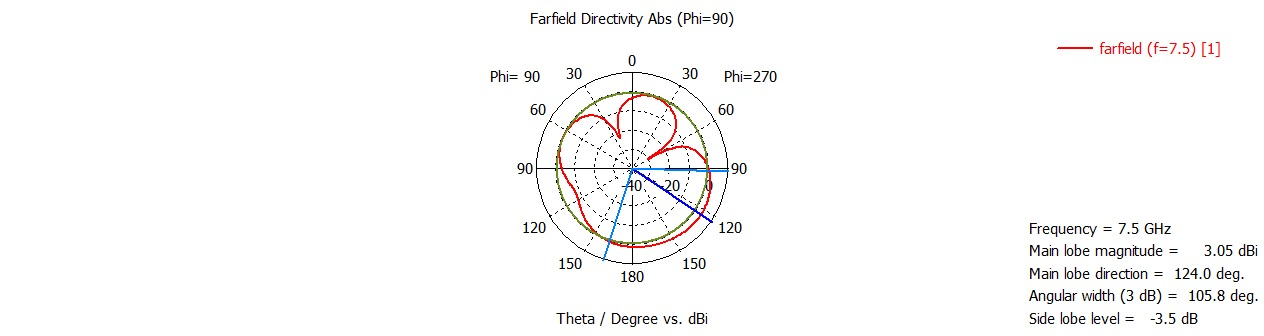 Farfield Directivity Abs (Phi=90)
farfield (f=7.5) [1]
0
Phi= 90 30 30 Phi=270
60 60
90 90
-40 -20 0
120 120
150 150
180
Frequency = 7.5 GHz
Main lobe magnitude = 3.05 dBi
Main lobe direction = 124.0 deg.
Angular width (3 dB) = 105.8 deg.
Side lobe level = -3.5 dB
Theta / Degree vs. dBi